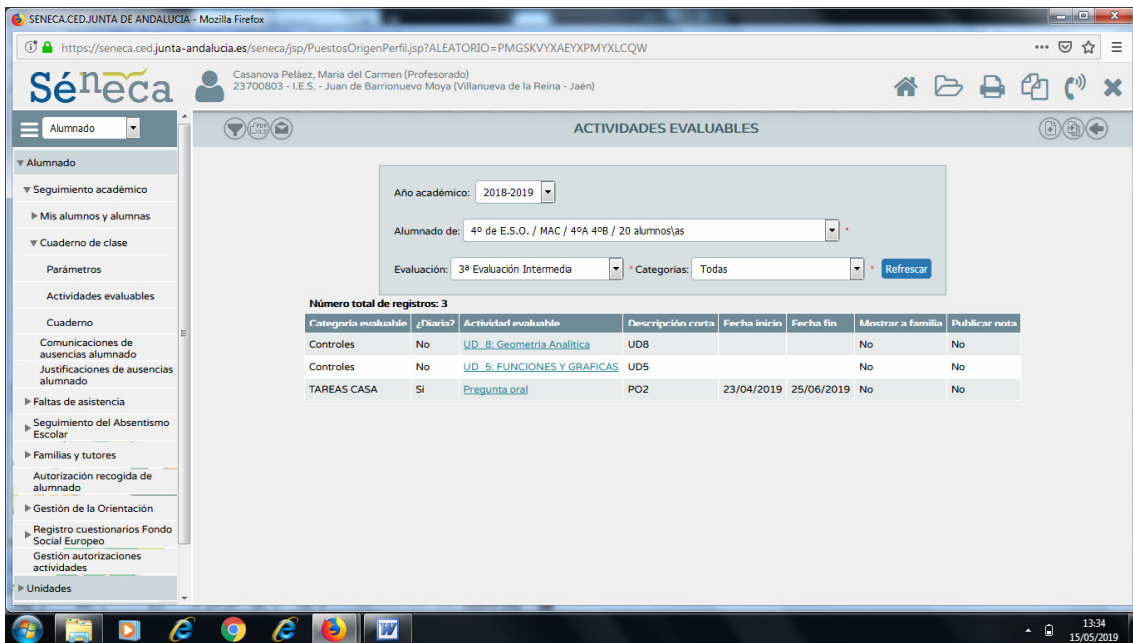 SENECA.CED.JUNTA DE ANDALUCÍA - Mozilla Firefox
https://seneca.ced.junta-andalucia.es/seneca/jsp/PuestosOrigenPerfil.jsp?ALEATORIO=PMGSKVYXAEYXPMYXLCQW
Séneca
Casanova Peláez, María del Carmen (Profesorado)
23700803 - I.E.S. - Juan de Barrionuevo Moya (Villanueva de la Reina - Jaén)
Alumnado
ACTIVIDADES EVALUABLES
Alumnado
Seguimiento académico
Mis alumnos y alumnas
Cuaderno de clase
Parámetros
Actividades evaluables
Cuaderno
Comunicaciones de
ausencias alumnado
Justificaciones de ausencias
alumnado
Faltas de asistencia
Seguimiento del Absentismo
Escolar
Familias y tutores
Autorización recogida de
alumnado
Gestión de la Orientación
Registro cuestionarios Fondo
Social Europeo
Gestión autorizaciones
actividades
Unidades
Año académico: 2018-2019
Alumnado de: 4º de E.S.O. / MAC / 4ºA 4ºB / 20 alumnos\as *
Evaluación: 3ª Evaluación Intermedia * Categorías: Todas * Refrescar
Número total de registros: 3
Categoría evaluable ¿Diaria? Actividad evaluable Descripción corta Fecha inicio Fecha fin Mostrar a familia Publicar nota
Controles No UD_8: Geometria Analitica UD8 No No
Controles No UD_5: FUNCIONES Y GRAFICAS UD5 No No
TAREAS CASA Sí Pregunta oral PO2 23/04/2019 25/06/2019 No No
13:34
15/05/2019